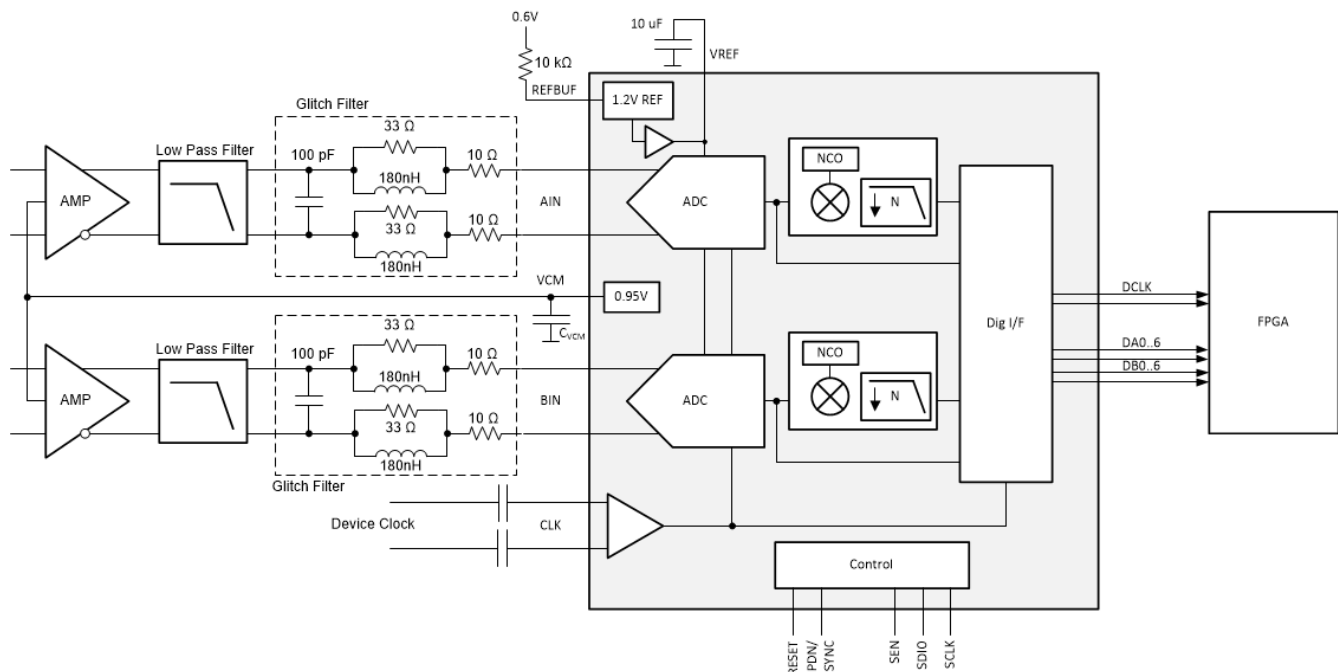 0.6V
10 uF
VREF
10 kΩ
REFBUF
1.2V REF
Glitch Filter
33 Ω
Low Pass Filter
100 pF
10 Ω
180nH
NCO
AMP
AIN
ADC
N
33 Ω
10 Ω
180nH
VCM
0.95V
DCLK
Dig I/F
FPGA
33 Ω
CVCM
Low Pass Filter
100 pF
10 Ω
180nH
NCO
DA0..6
DB0..6
AMP
BIN
ADC
N
33 Ω
10 Ω
180nH
Glitch Filter
Device Clock
CLK
Control
RESET
PDN/
SYNC
SEN
SDIO
SCLK